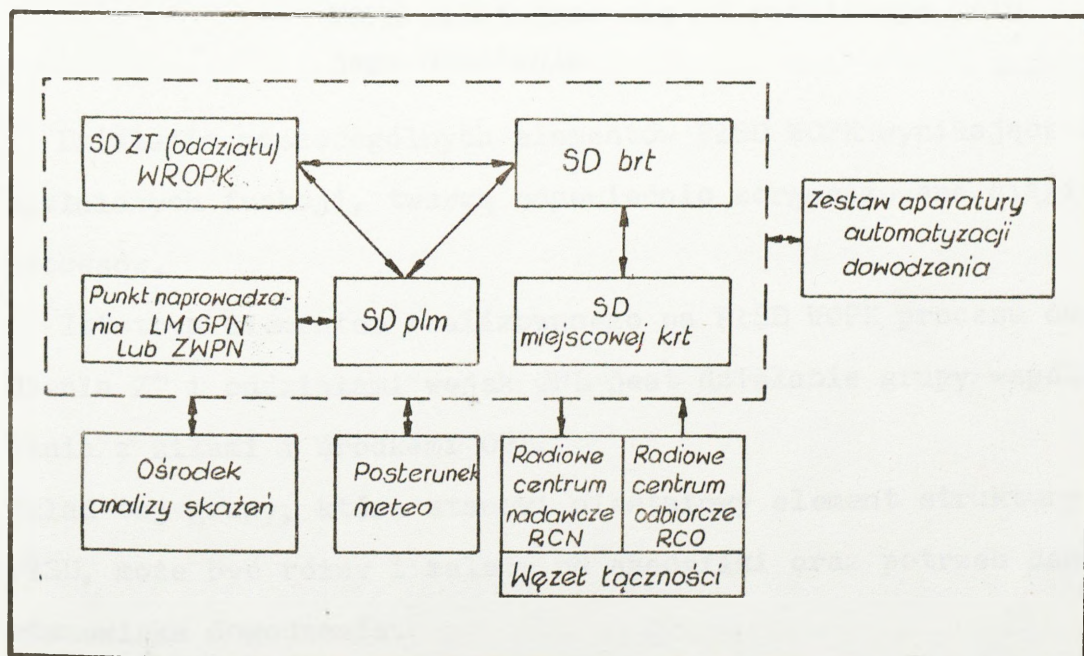 SD ZT (oddziału)
WROPK
SD brt
Zestaw aparatury
automatyzacji
dowodzenia
Punkt naprowadza-
nia LM GPN
lub ZWPN
SD plm
SD
miejscowej krt
Ośrodek
analizy skażeń
Posterunek
meteo
Radiowe
centrum
nadawcze
RCN
Radiowe
centrum
odbiorcze
RCO
Węzeł łączności